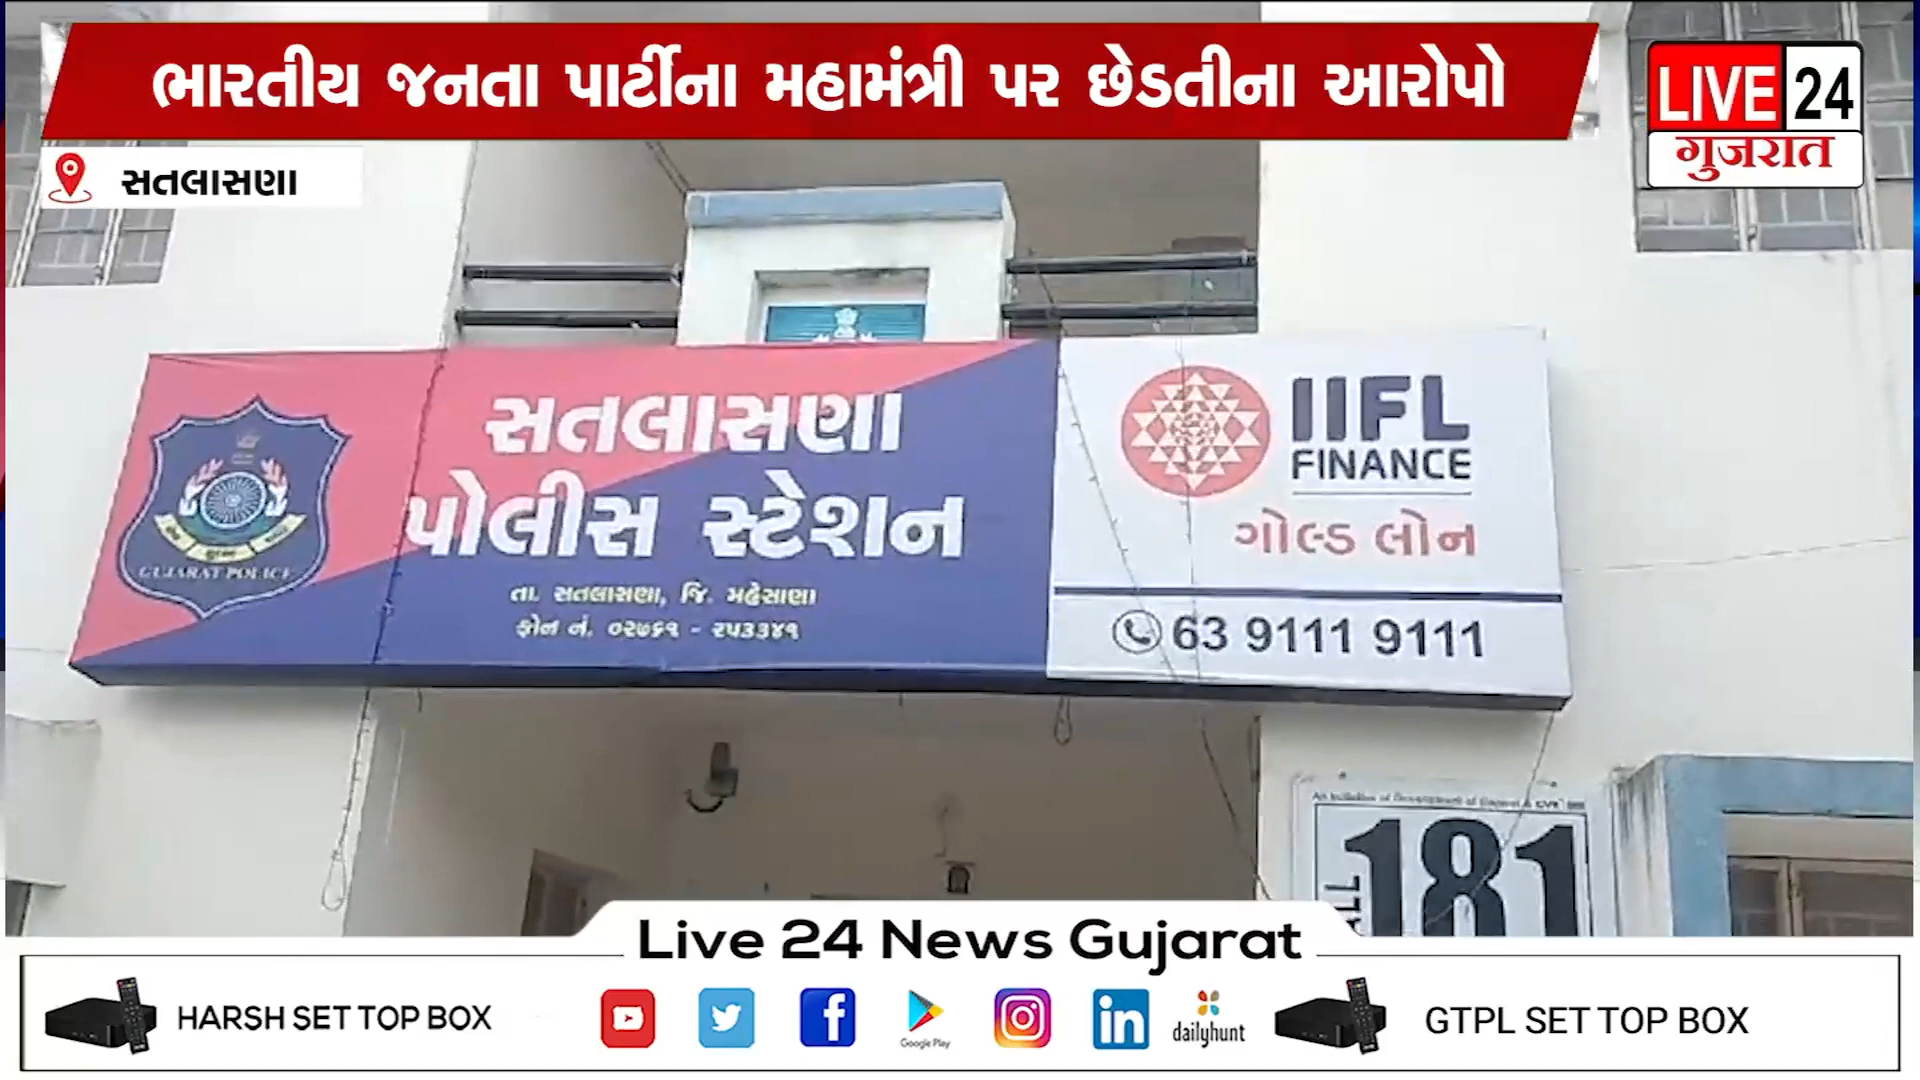 ભારતીય જનતા પાર્ટીના મહામંત્રી પર છેડતીના આરોપો
LIVE 24
ગુજરાત
સતલાસણા
સતલાસણા
પોલીસ સ્ટેશન
તા. સતલાસણા, જિ. મહેસાણા
ફોન નં. ૦૨૭૬૧ - ૨૫૩૩૪૧
GUJARAT POLICE
IIFL
FINANCE
ગોલ્ડ લોન
63 9111 9111
181
Live 24 News Gujarat
HARSH SET TOP BOX
Google Play
dailyhunt
GTPL SET TOP BOX